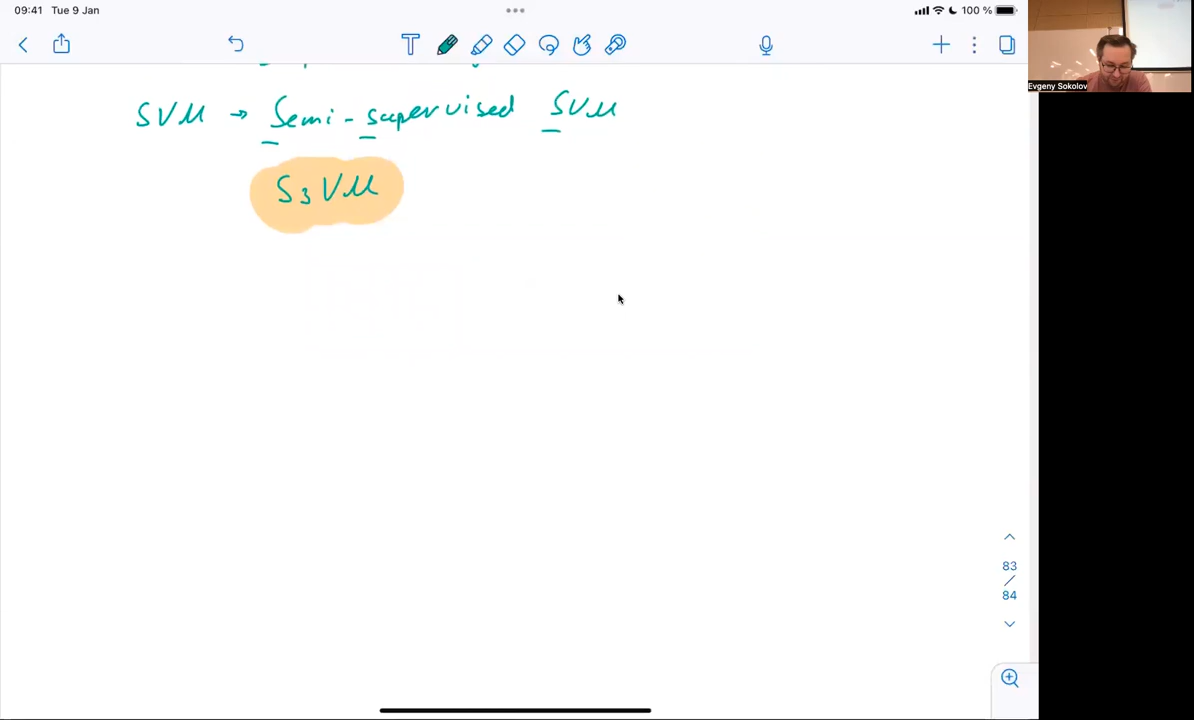 09:41 Tue 9 Jan
100 %
Evgeny Sokolov
SVM → Semi-supervised SVM
S3VM
83
/
84